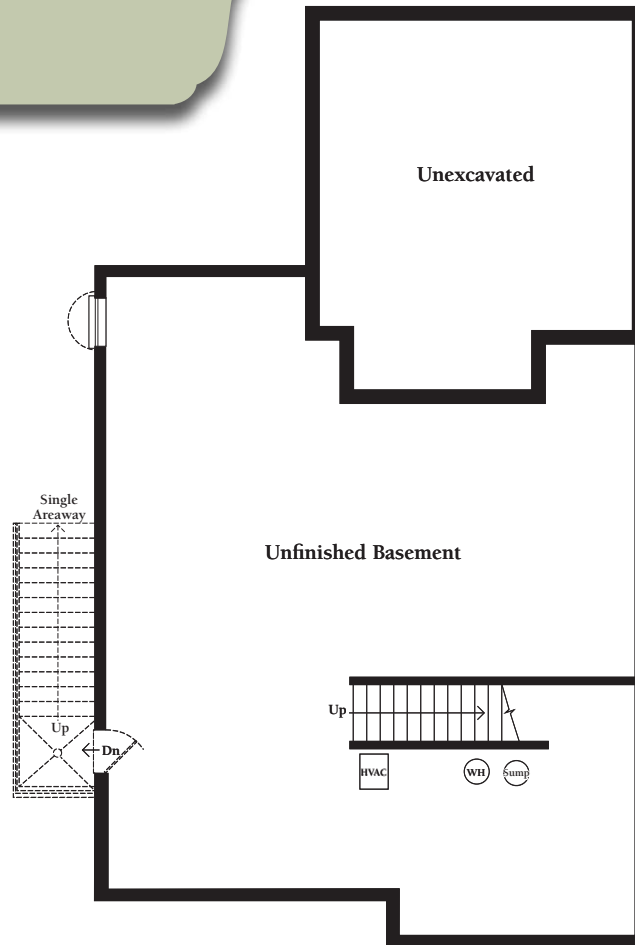 Unexcavated
Single
Areaway
Unfinished Basement
Up
Up
Dn
HVAC
WH
Sump